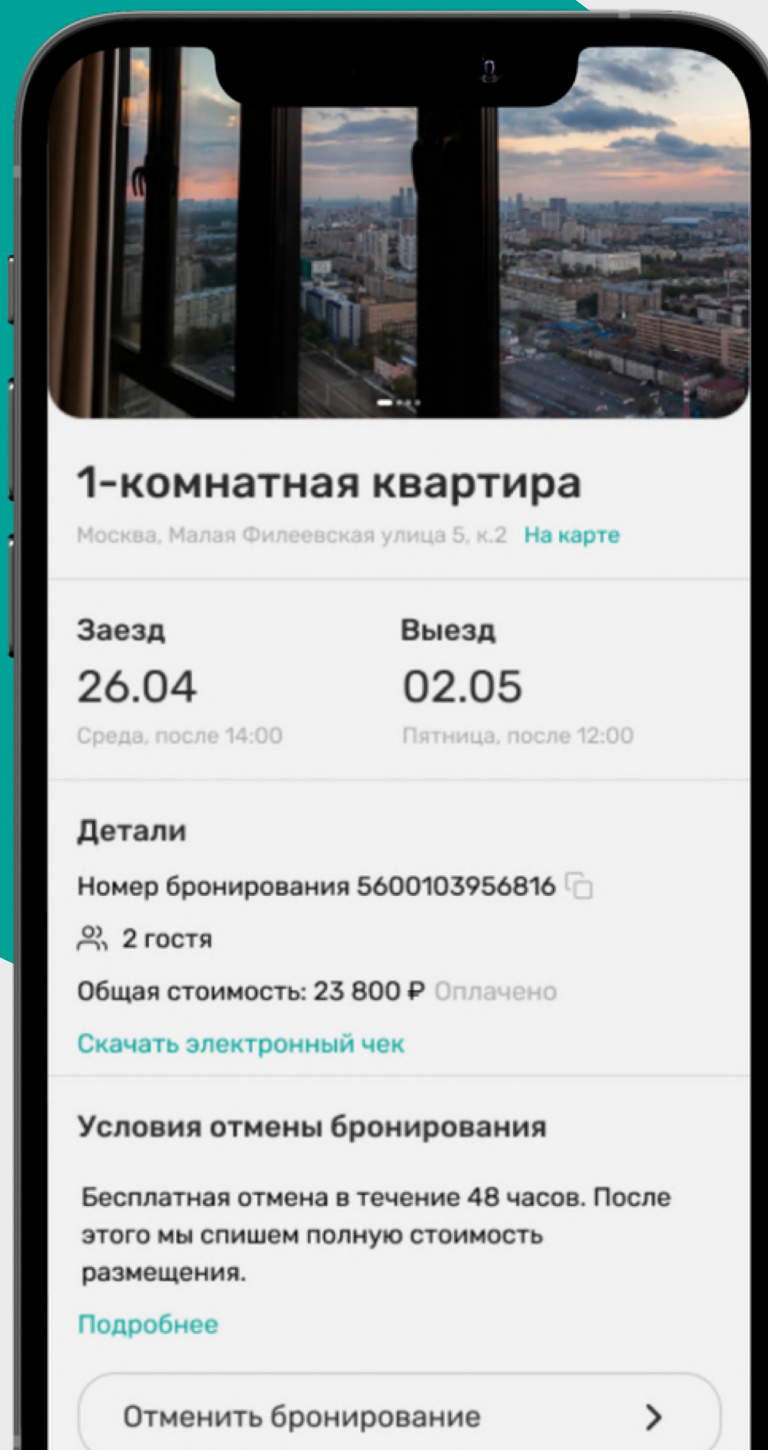 1-комнатная квартира
Москва, Малая Филеевская улица 5, к.2 На карте
Заезд Выезд
26.04 02.05
Среда, после 14:00 Пятница, после 12:00
Детали
Номер бронирования 5600103956816
2 гостя
Общая стоимость: 23 800 ₽ Оплачено
Скачать электронный чек
Условия отмены бронирования
Бесплатная отмена в течение 48 часов. После
этого мы спишем полную стоимость
размещения.
Подробнее
Отменить бронирование